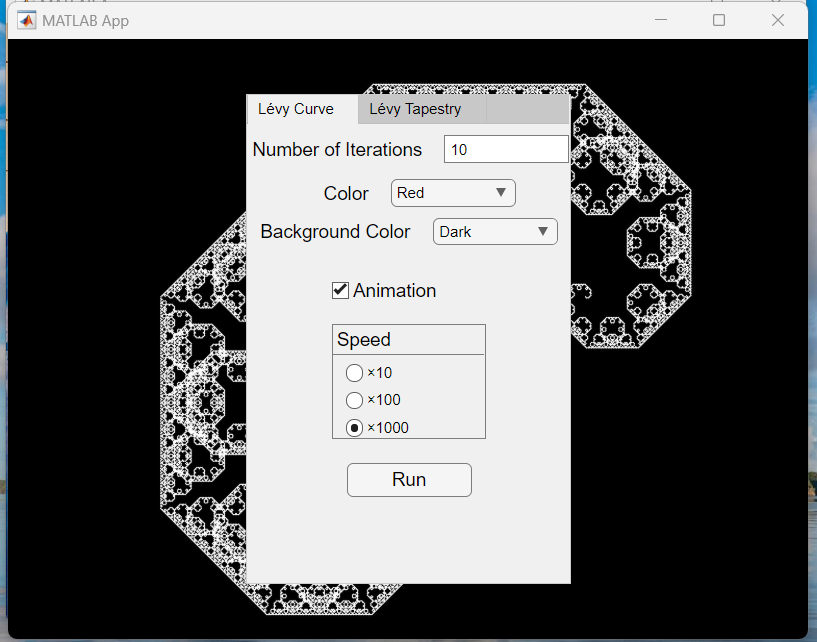 MATLAB App
Lévy Curve Lévy Tapestry
Number of Iterations 10
Color Red
Background Color Dark
Animation
Speed
×10
×100
×1000
Run